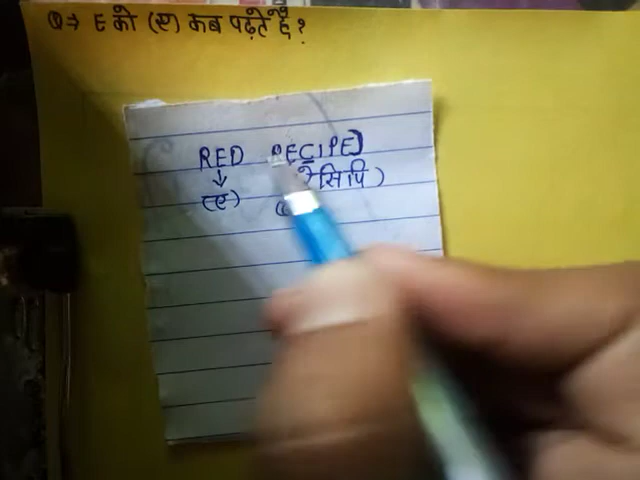 Q→ E को (ए) कब पढ़ते हैं?
RED RECIPE)
↓ रेसिपि)
(ए)